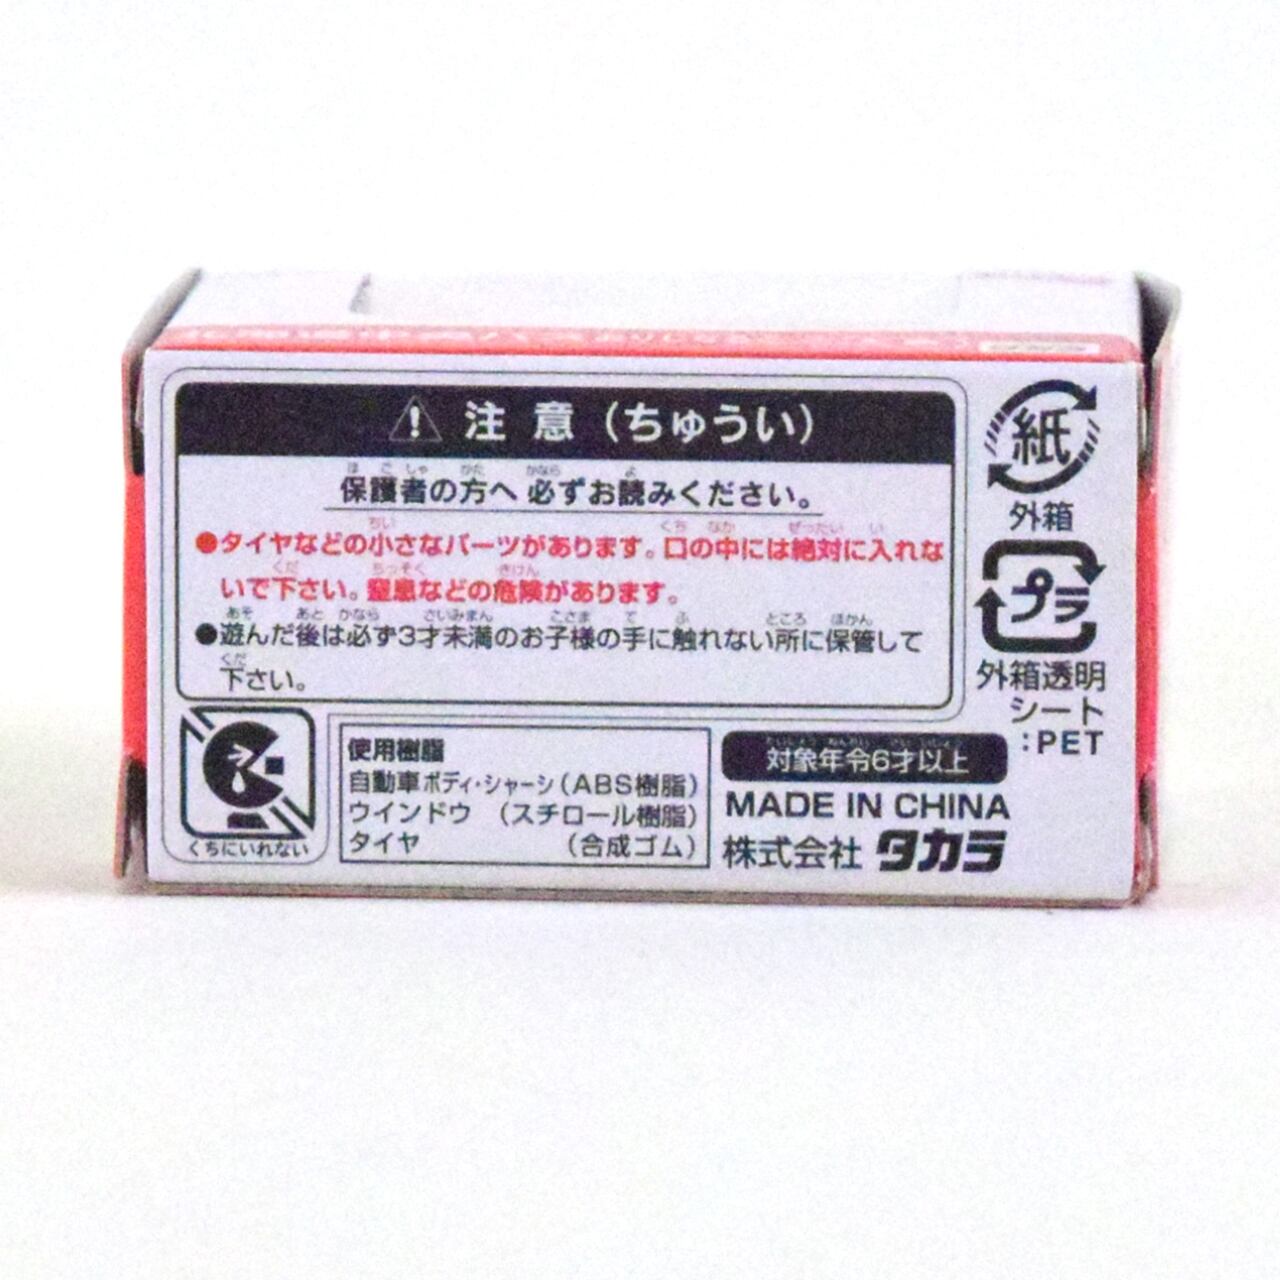 注意（ちゅうい）
保護者の方へ 必ずお読みください。
●タイヤなどの小さなパーツがあります。口の中には絶対に入れな
いで下さい。窒息などの危険があります。
●遊んだ後は必ず3才未満のお子様の手に触れない所に保管して
下さい。
くちにいれない
使用樹脂
自動車ボディ・シャーシ（ABS樹脂）
ウインドウ （スチロール樹脂）
タイヤ （合成ゴム）
対象年令6才以上
MADE IN CHINA
株式会社 タカラ
紙
外箱
プラ
外箱透明
シート
:PET